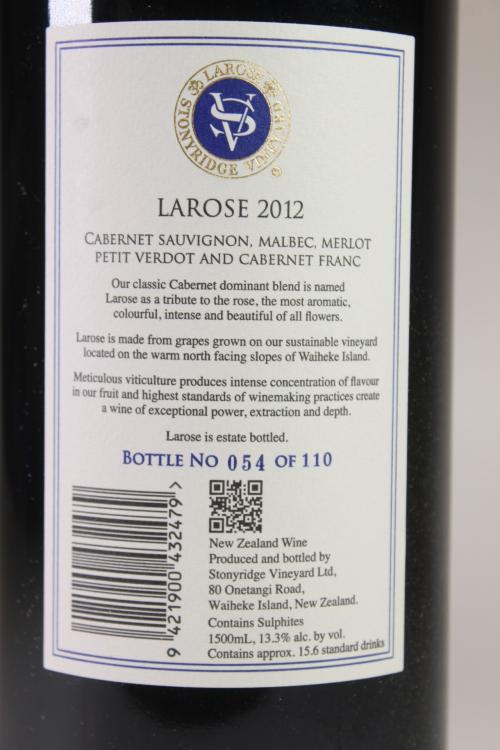 LAROSE
STONYRIDGE VINEYARD
SV
LAROSE 2012
CABERNET SAUVIGNON, MALBEC, MERLOT
PETIT VERDOT AND CABERNET FRANC
Our classic Cabernet dominant blend is named
Larose as a tribute to the rose, the most aromatic,
colourful, intense and beautiful of all flowers.
Larose is made from grapes grown on our sustainable vineyard
located on the warm north facing slopes of Waiheke Island.
Meticulous viticulture produces intense concentration of flavour
in our fruit and highest standards of winemaking practices create
a wine of exceptional power, extraction and depth.
Larose is estate bottled.
BOTTLE NO 054 OF 110
9 421900 432479 >
New Zealand Wine
Produced and bottled by
Stonyridge Vineyard Ltd,
80 Onetangi Road,
Waiheke Island, New Zealand.
Contains Sulphites
1500mL, 13.3% alc. by vol.
Contains approx. 15.6 standard drinks